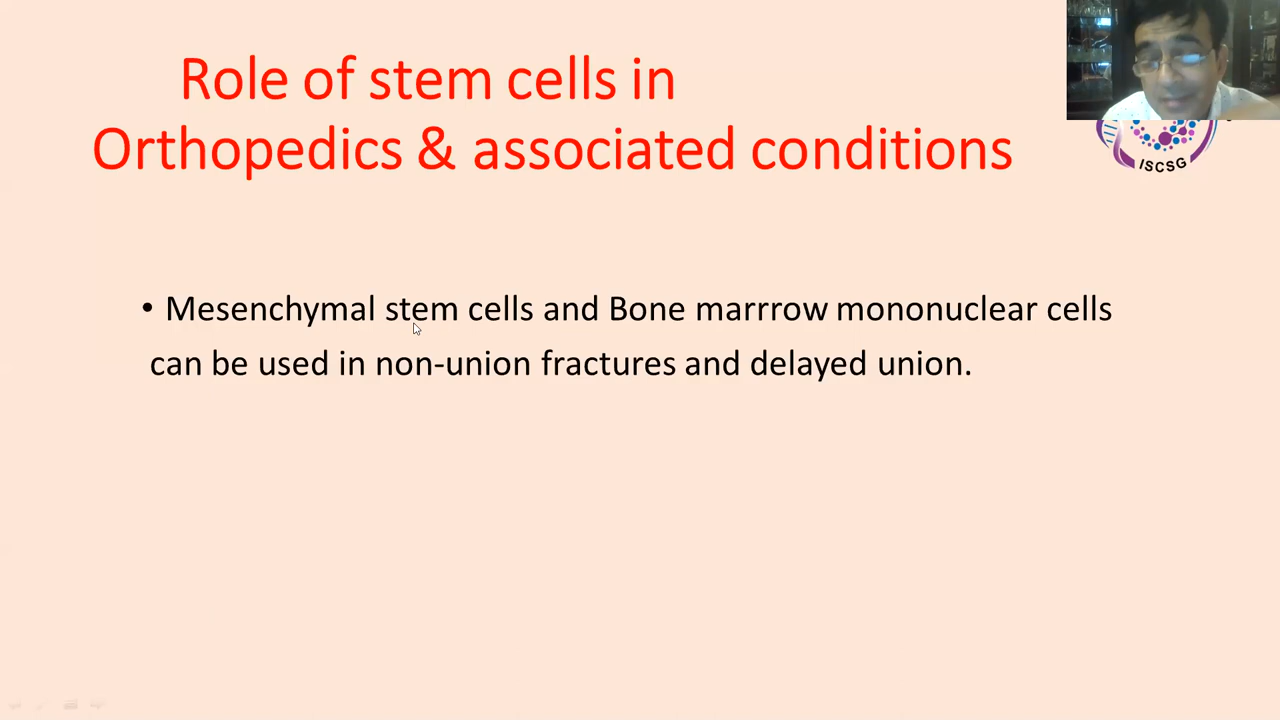 Role of stem cells in
Orthopedics & associated conditions
ISCSG
• Mesenchymal stem cells and Bone marrrow mononuclear cells
can be used in non-union fractures and delayed union.